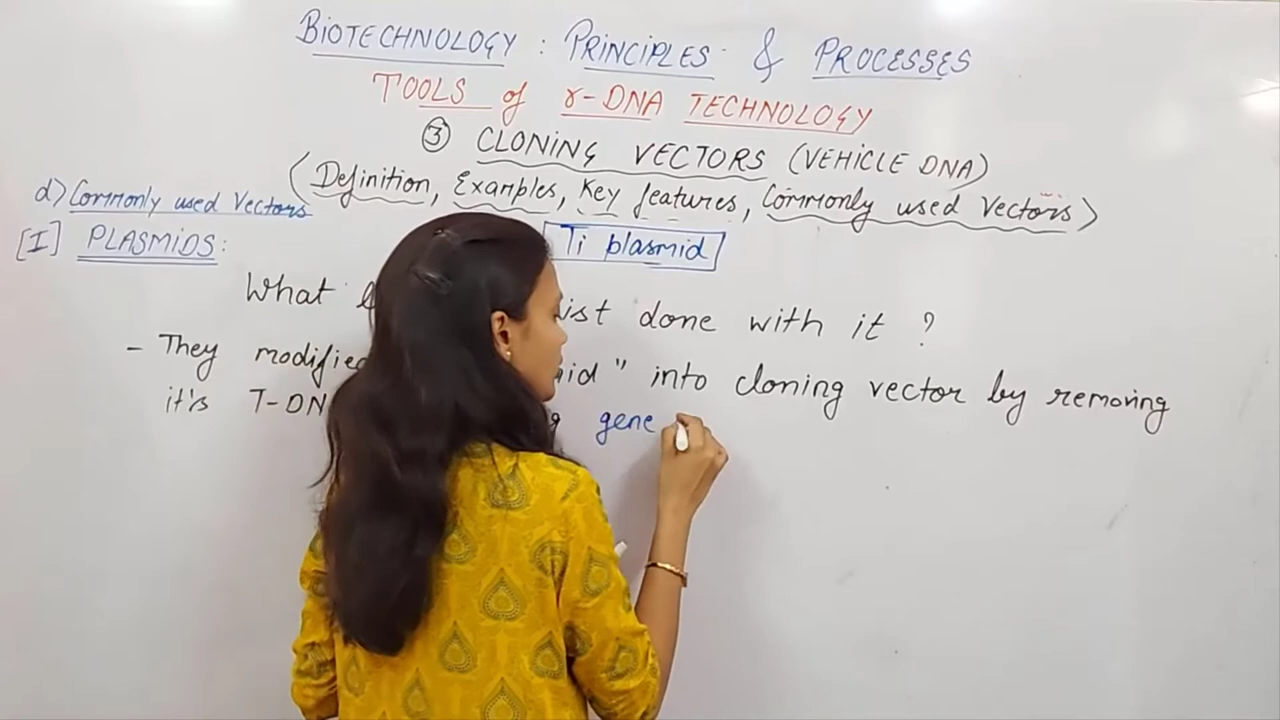 BIOTECHNOLOGY : PRINCIPLES & PROCESSES
TOOLS of r-DNA TECHNOLOGY
③ CLONING VECTORS (VEHICLE DNA)
(Definition, Examples, Key features, Commonly used Vectors)
d) Commonly used Vectors
[I] PLASMIDS:
Ti plasmid
What ist done with it ?
- They modified id" into cloning vector by removing
it's T-DN gene